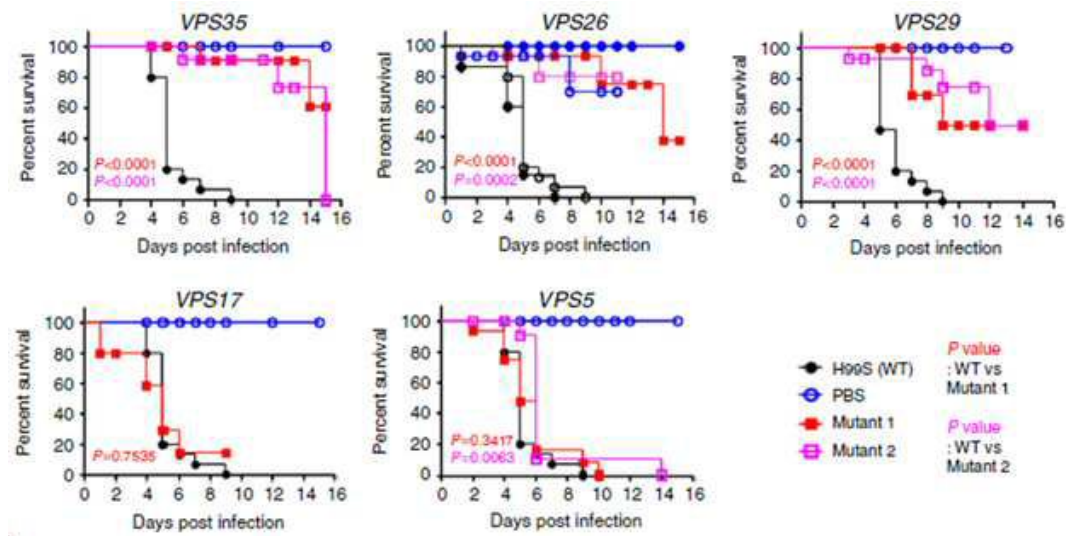 VPS35
100
80
60
40
20
0
Percent survival
P<0.0001
P<0.0001
0 2 4 6 8 10 12 14 16
Days post infection
VPS26
100
80
60
40
20
0
Percent survival
P<0.0001
P=0.0002
0 2 4 6 8 10 12 14 16
Days post infection
VPS29
100
80
60
40
20
0
Percent survival
P<0.0001
P<0.0001
0 2 4 6 8 10 12 14 16
Days post infection
VPS17
100
80
60
40
20
0
Percent survival
P=0.7535
0 2 4 6 8 10 12 14 16
Days post infection
VPS5
100
80
60
40
20
0
Percent survival
P=0.3417
P=0.0063
0 2 4 6 8 10 12 14 16
Days post infection
H99S (WT)
PBS
Mutant 1
Mutant 2
P value
: WT vs
Mutant 1
P value
: WT vs
Mutant 2